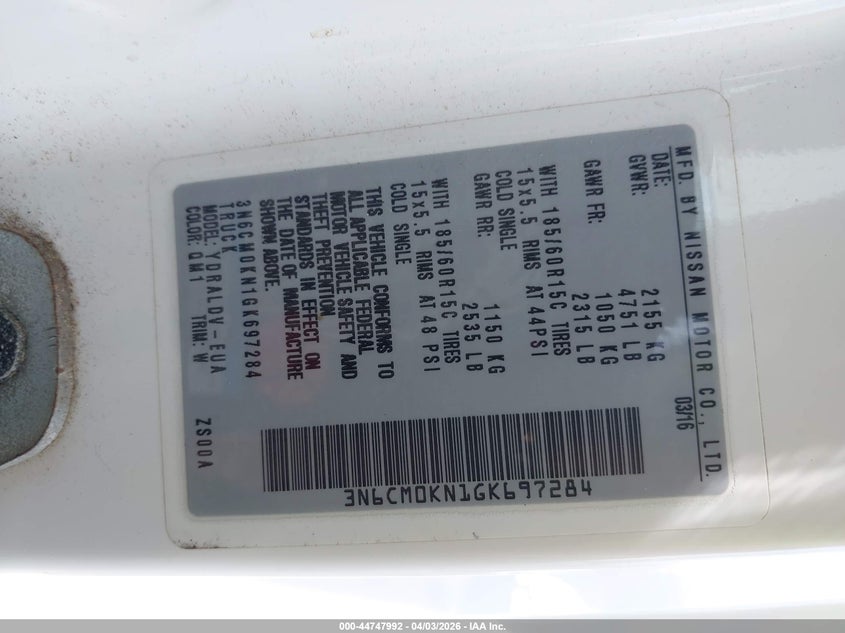 MFD. BY NISSAN MOTOR CO., LTD.
DATE: 03/16
GVWR: 2155 KG
4751 LB
GAWR FR: 1050 KG
2315 LB
WITH 185/60R15C TIRES
15x5.5 RIMS AT 44PSI
COLD SINGLE
GAWR RR: 1150 KG
2535 LB
WITH 185/60R15C TIRES
15x5.5 RIMS AT 48 PSI
COLD SINGLE
THIS VEHICLE CONFORMS TO
ALL APPLICABLE FEDERAL
MOTOR VEHICLE SAFETY AND
THEFT PREVENTION
STANDARDS IN EFFECT ON
THE DATE OF MANUFACTURE
SHOWN ABOVE.
3N6CM0KN1GK697284
TRUCK
MODEL: YDRALDV-EUA
COLOR: QM1 TRIM: W ZS00A
3N6CM0KN1GK697284
000-44747992 - 04/03/2026 - IAA Inc.